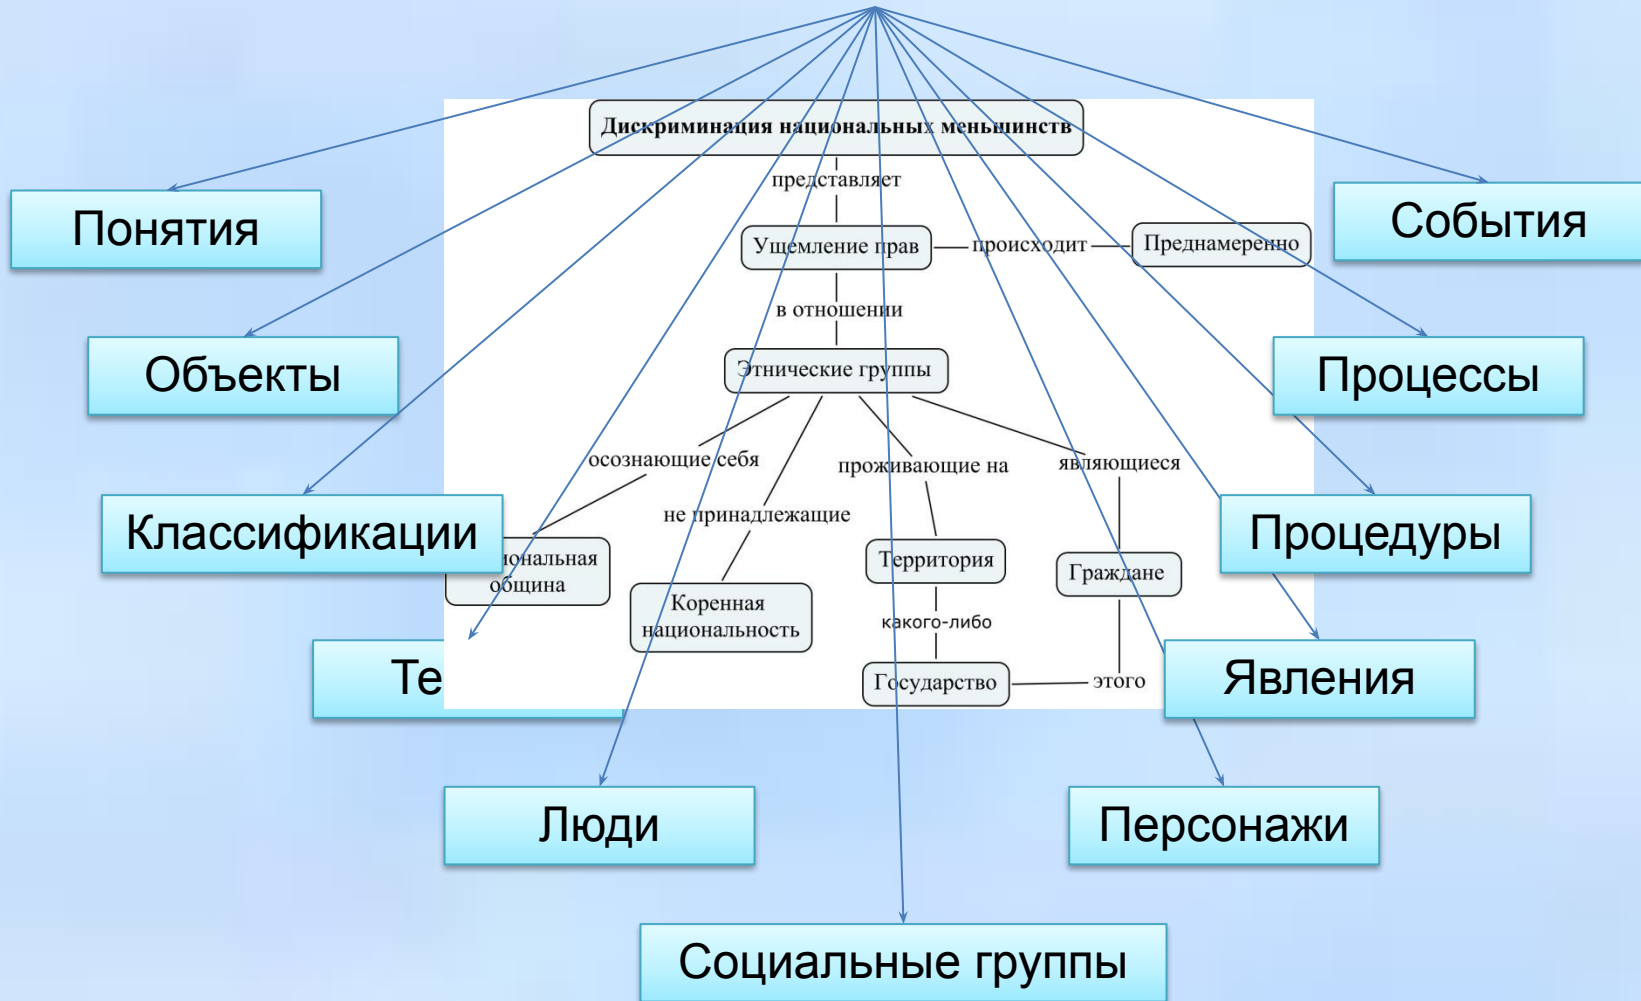 Дискриминация национальных меньшинств
представляет
Понятия
События
Ущемление прав
происходит
Преднамеренно
в отношении
Объекты
Этнические группы
Процессы
осознающие себя
проживающие на
являющиеся
не принадлежащие
Классификации
Процедуры
община
Территория
Граждане
Коренная
национальность
какого-либо
Государство
этого
Явления
Люди
Персонажи
Социальные группы